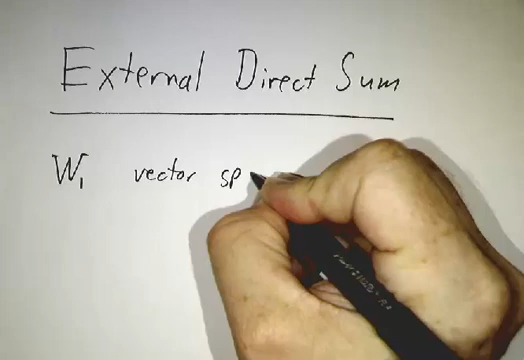 External Direct Sum
W₁ vector sp